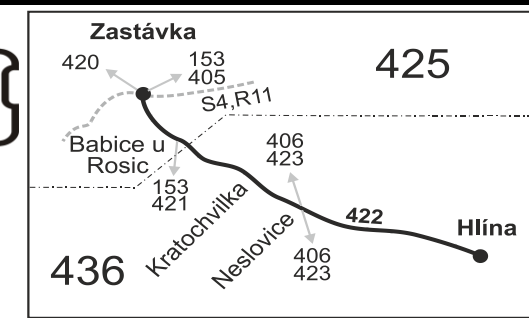 Zastávka
420
153
405
425
S4,R11
Babice u
Rosic
406
423
153
421
Kratochvilka
Neslovice
422
Hlína
406
423
436